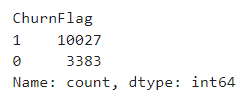 ChurnFlag
1    10027
0     3383
Name: count, dtype: int64